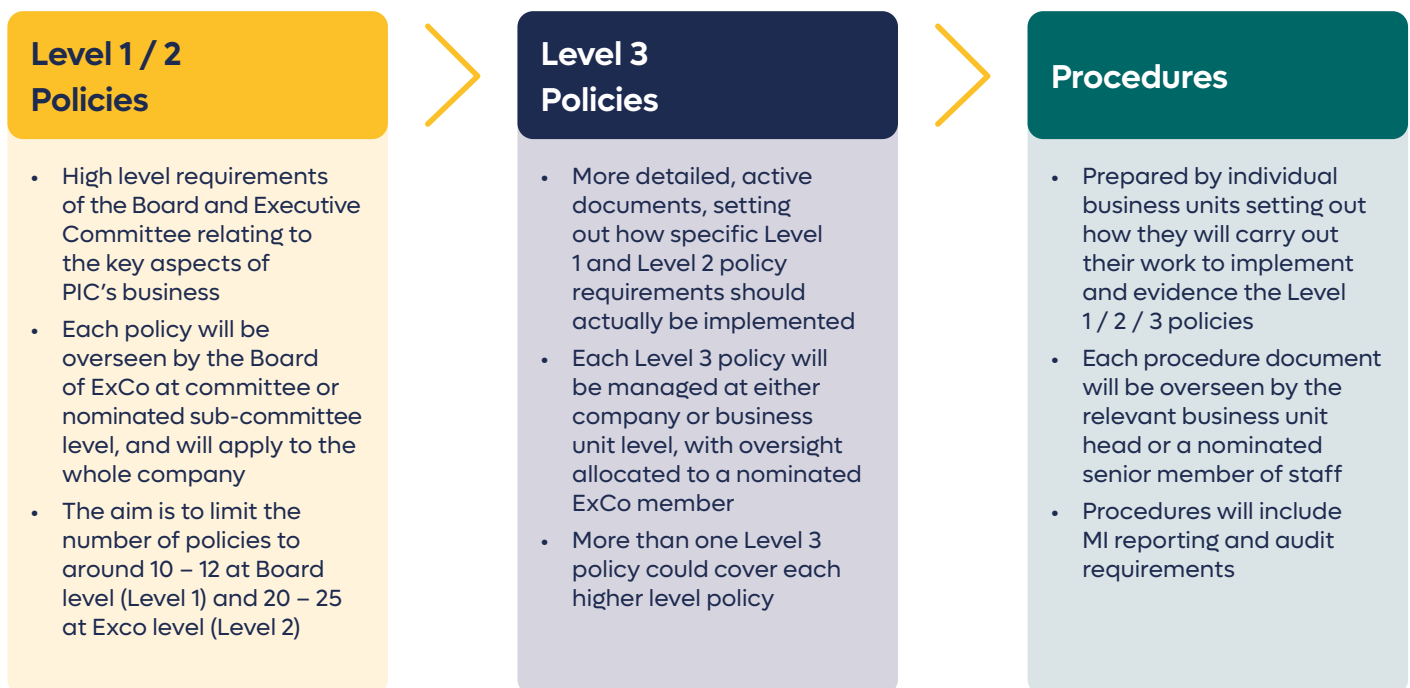 Level 1 / 2
Policies
• High level requirements
of the Board and Executive
Committee relating to
the key aspects of
PIC's business
• Each policy will be
overseen by the Board
of ExCo at committee or
nominated sub-committee
level, and will apply to the
whole company
• The aim is to limit the
number of policies to
around 10 – 12 at Board
level (Level 1) and 20 – 25
at Exco level (Level 2)
Level 3
Policies
• More detailed, active
documents, setting
out how specific Level
1 and Level 2 policy
requirements should
actually be implemented
• Each Level 3 policy will
be managed at either
company or business
unit level, with oversight
allocated to a nominated
ExCo member
• More than one Level 3
policy could cover each
higher level policy
Procedures
• Prepared by individual
business units setting out
how they will carry out
their work to implement
and evidence the Level
1 / 2 / 3 policies
• Each procedure document
will be overseen by the
relevant business unit
head or a nominated
senior member of staff
• Procedures will include
MI reporting and audit
requirements